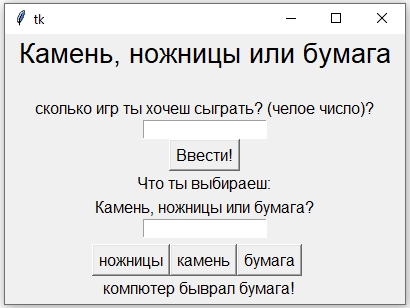 tk
Камень, ножницы или бумага
сколько игр ты хочеш сыграть? (челое число)?
Ввести!
Что ты выбираеш:
Камень, ножницы или бумага?
ножницы камень бумага
компютер быврал бумага!